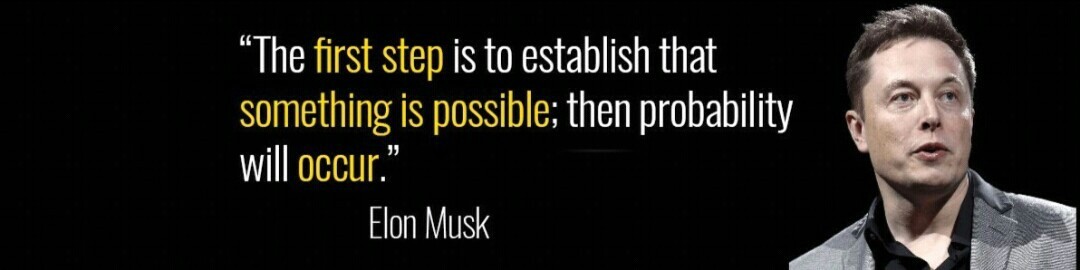 “The first step is to establish that
something is possible; then probability
will occur.”
Elon Musk